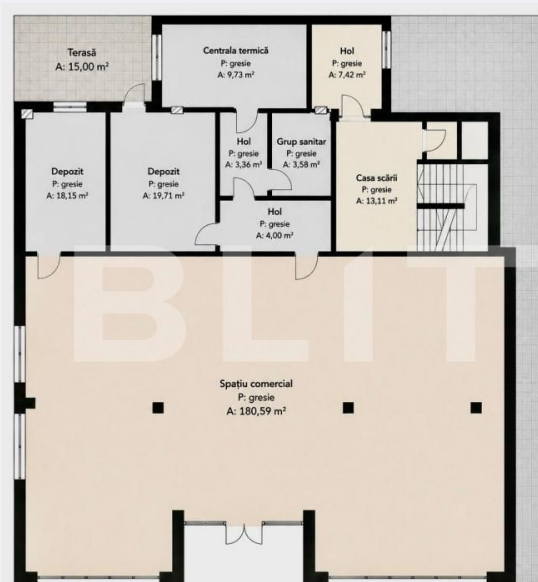 Terasă
A: 15,00 m²
Centrala termică
P: gresie
A: 9,73 m²
Hol
P: gresie
A: 7,42 m²
Depozit
P: gresie
A: 18,15 m²
Depozit
P: gresie
A: 19,71 m²
Hol
P: gresie
A: 3,36 m²
Grup sanitar
P: gresie
A: 3,58 m²
Casa scării
P: gresie
A: 13,11 m²
Hol
P: gresie
A: 4,00 m²
BLIT
Spațiu comercial
P: gresie
A: 180,59 m²